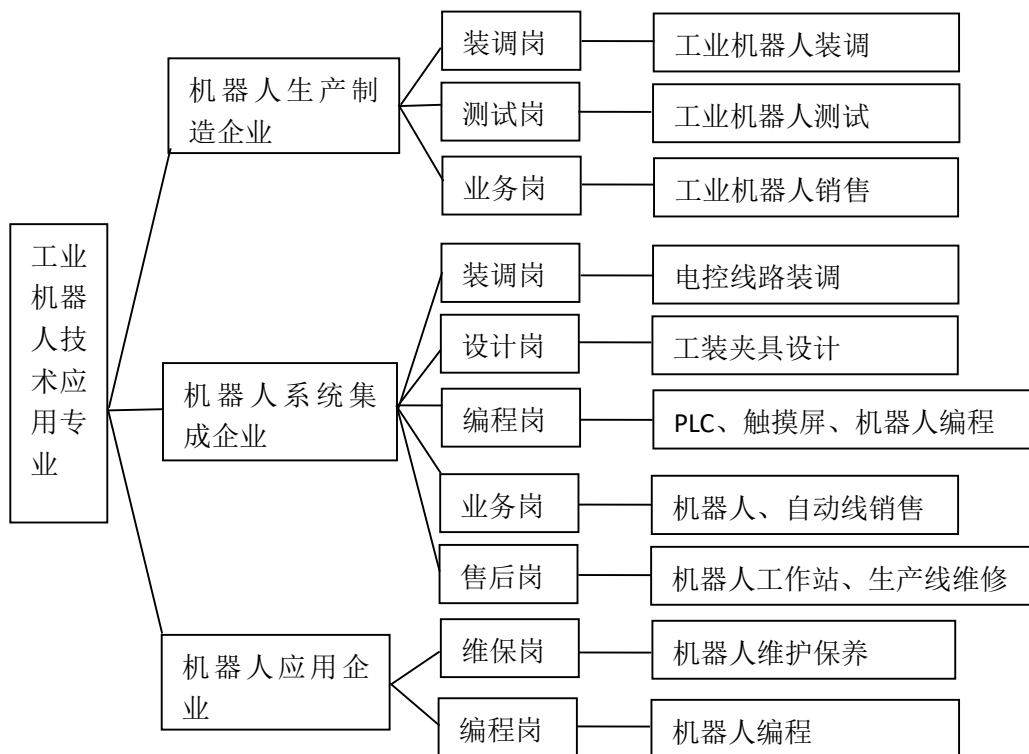 装调岗
工业机器人装调
机器人生产制
造企业
测试岗
工业机器人测试
业务岗
工业机器人销售
工业
机器
人技
术应
用专
业
装调岗
电控线路装调
设计岗
工装夹具设计
机器人系统集
成企业
编程岗
PLC、触摸屏、机器人编程
业务岗
机器人、自动线销售
售后岗
机器人工作站、生产线维修
机器人应用企
业
维保岗
机器人维护保养
编程岗
机器人编程